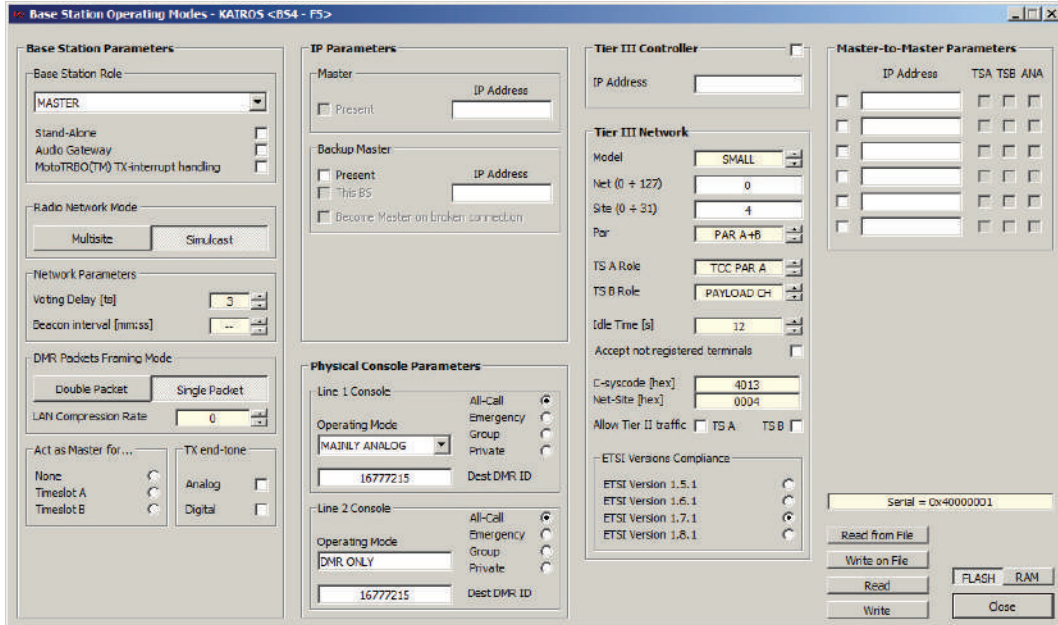 Base Station Operating Modes - KAIROS <BS4 - F5>
Base Station Parameters
Base Station Role
MASTER
Stand-Alone
Audio Gateway
MotoTRBO(TM) TX-interrupt handling
Radio Network Mode
Multisite Simulcast
Network Parameters
Voting Delay [ts] 3
Beacon interval [mm:ss] --
DMR Packets Framing Mode
Double Packet Single Packet
LAN Compression Rate 0
Act as Master for...
None
Timeslot A
Timeslot B
TX end-tone
Analog
Digital
IP Parameters
Master
IP Address
Present
Backup Master
Present IP Address
This BS
Become Master on broken connection
Physical Console Parameters
Line 1 Console
All-Call
Emergency
Operating Mode Group
MAINLY ANALOG Private
16777215 Dest DMR ID
Line 2 Console
All-Call
Emergency
Operating Mode Group
DMR ONLY Private
16777215 Dest DMR ID
Tier III Controller
IP Address
Tier III Network
Model SMALL
Net (0 ÷ 127) 0
Site (0 ÷ 31) 4
Par PAR A+B
TS A Role TCC PAR A
TS B Role PAYLOAD CH
Idle Time [s] 12
Accept not registered terminals
C-syscode [hex] 4013
Net-Site [hex] 0004
Allow Tier II traffic TS A TS B
ETSI Versions Compliance
ETSI Version 1.5.1
ETSI Version 1.6.1
ETSI Version 1.7.1
ETSI Version 1.8.1
Master-to-Master Parameters
IP Address TSA TSB ANA
Serial = 0x40000001
Read from File
Write on File
Read
Write
FLASH RAM
Close